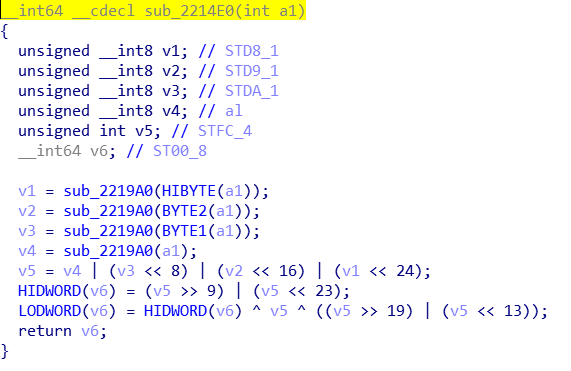 __int64 __cdecl sub_2214E0(int a1)
{
unsigned __int8 v1; // STD8_1
unsigned __int8 v2; // STD9_1
unsigned __int8 v3; // STDA_1
unsigned __int8 v4; // al
unsigned int v5; // STFC_4
__int64 v6; // ST00_8
v1 = sub_2219A0(HIBYTE(a1));
v2 = sub_2219A0(BYTE2(a1));
v3 = sub_2219A0(BYTE1(a1));
v4 = sub_2219A0(a1);
v5 = v4 | (v3 << 8) | (v2 << 16) | (v1 << 24);
HIDWORD(v6) = (v5 >> 9) | (v5 << 23);
LODWORD(v6) = HIDWORD(v6) ^ v5 ^ ((v5 >> 19) | (v5 << 13));
return v6;
}